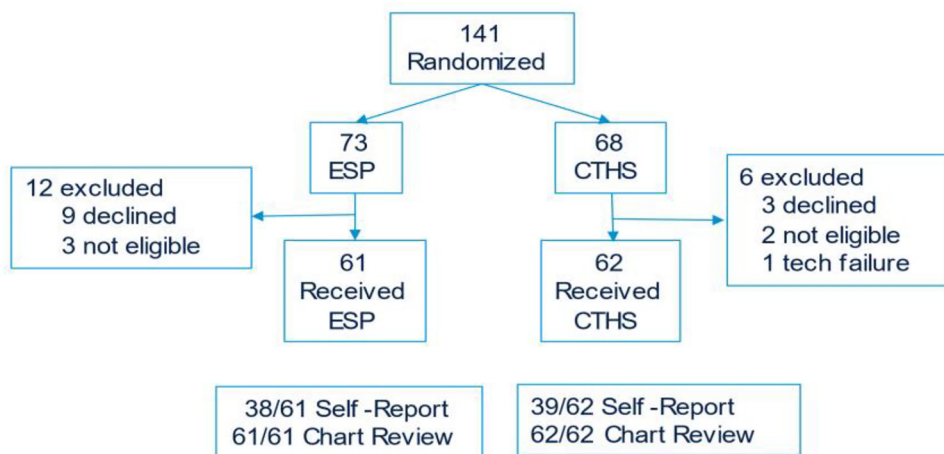 141
Randomized
73
ESP
68
CTHS
12 excluded
9 declined
3 not eligible
6 excluded
3 declined
2 not eligible
1 tech failure
61
Received
ESP
62
Received
CTHS
38/61 Self -Report
61/61 Chart Review
39/62 Self -Report
62/62 Chart Review